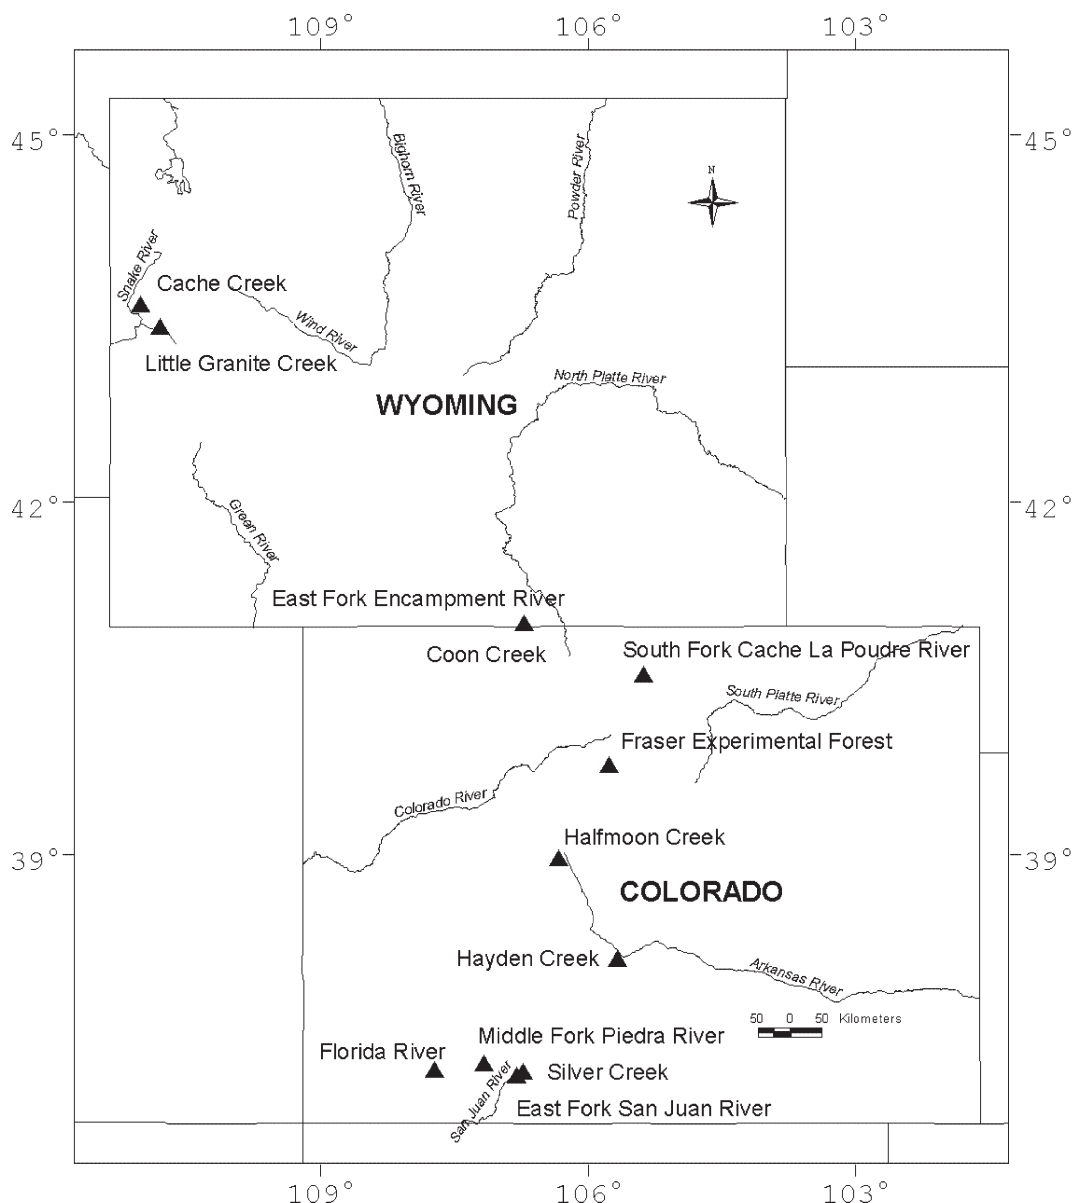 109° 106° 103°
45° 45°
N
Bighorn River
Powder River
Snake River
Cache Creek
Wind River
Little Granite Creek
North Platte River
WYOMING
42° 42°
Green River
East Fork Encampment River
Coon Creek
South Fork Cache La Poudre River
South Platte River
Fraser Experimental Forest
Colorado River
Halfmoon Creek
39° 39°
COLORADO
Hayden Creek
Arkansas River
50 0 50 Kilometers
Middle Fork Piedra River
Florida River
San Juan River
Silver Creek
East Fork San Juan River
109° 106° 103°